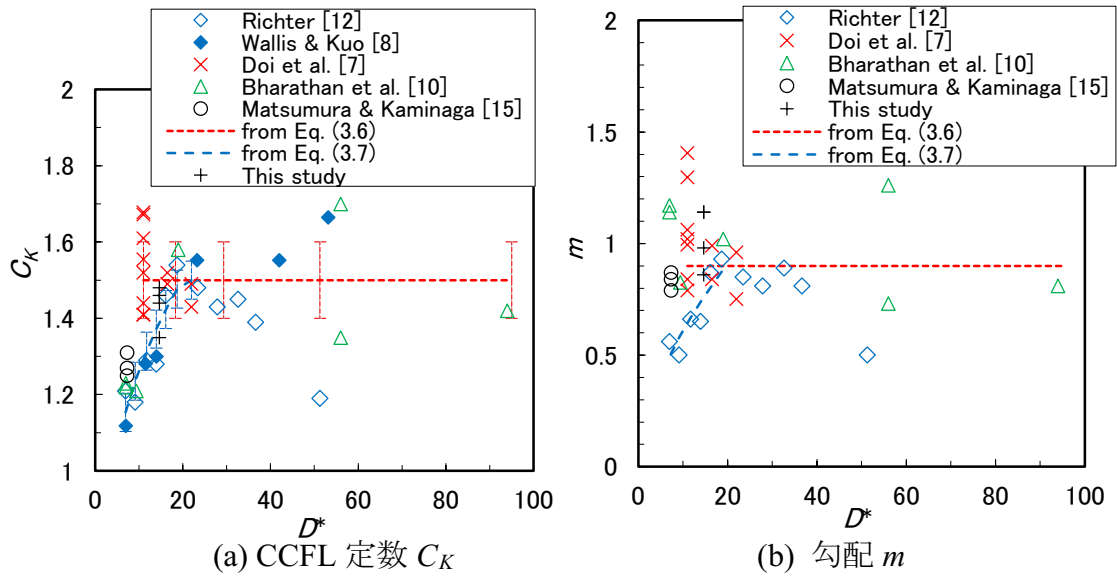 Richter [12]
Wallis & Kuo [8]
Doi et al. [7]
Bharathan et al. [10]
Matsumura & Kaminaga [15]
from Eq. (3.6)
from Eq. (3.7)
This study
2
1.8
1.6
1.4
1.2
1
C_K
0 20 40 60 80 100
D*
(a) CCFL 定数 C_K
Richter [12]
Doi et al. [7]
Bharathan et al. [10]
Matsumura & Kaminaga [15]
This study
from Eq. (3.6)
from Eq. (3.7)
2
1.5
1
0.5
0
m
0 20 40 60 80 100
D*
(b) 勾配 m